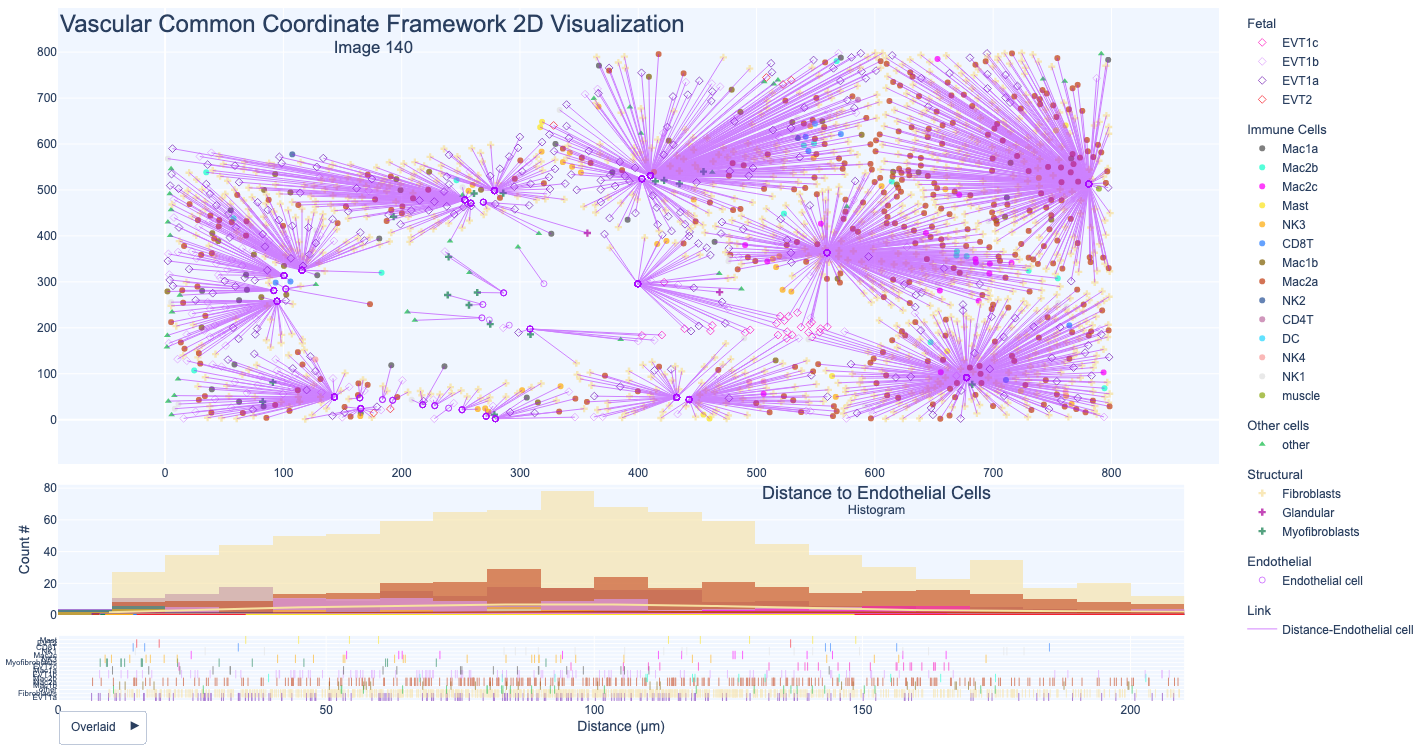 Vascular Common Coordinate Framework 2D Visualization
Image 140
800
700
600
500
400
300
200
100
0
0 100 200 300 400 500 600 700 800
Fetal
EVT1c
EVT1b
EVT1a
EVT2
Immune Cells
Mac1a
Mac2b
Mac2c
Mast
NK3
CD8T
Mac1b
Mac2a
NK2
CD4T
DC
NK4
NK1
muscle
Other cells
other
Structural
Fibroblasts
Glandular
Myofibroblasts
Endothelial
Endothelial cell
Link
Distance-Endothelial cell
Distance to Endothelial Cells
Histogram
Count #
80
60
40
20
0
Mast
CD8T
Myofibroblasts
0 50 100 150 200
Distance (μm)
Overlaid ►